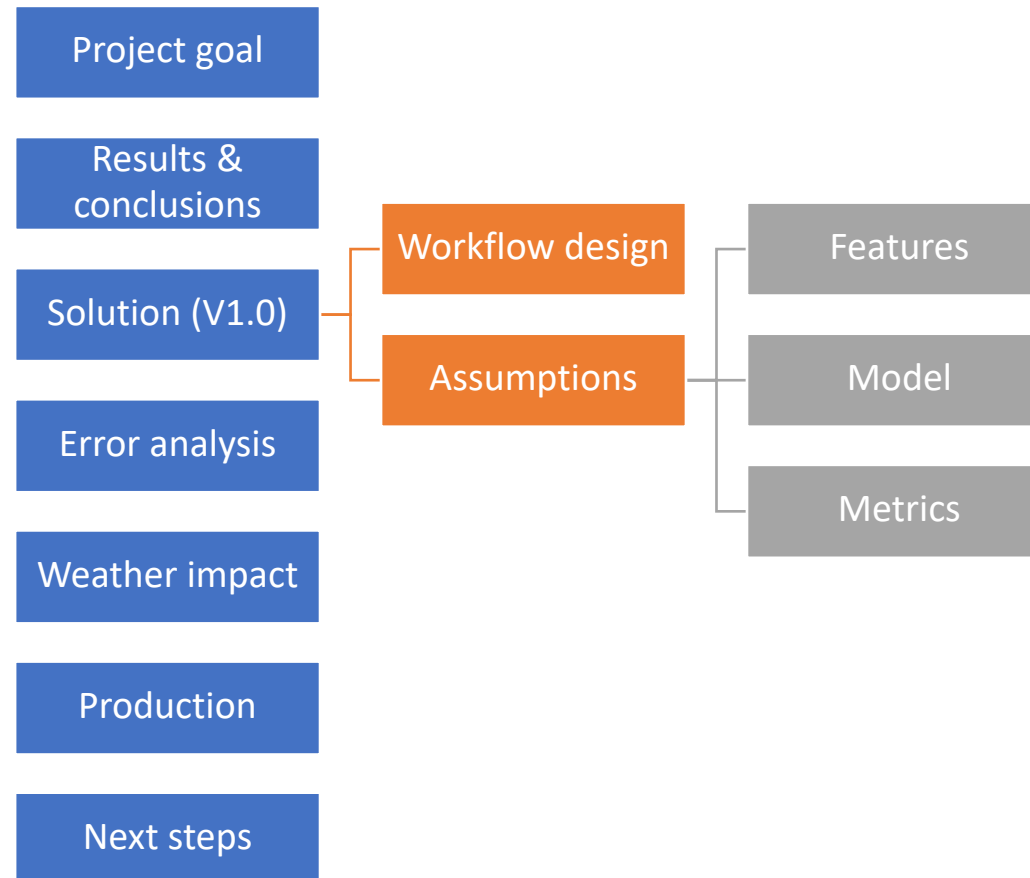 Project goal
Results &
conclusions
Solution (V1.0)
Error analysis
Weather impact
Production
Next steps
Workflow design
Assumptions
Features
Model
Metrics